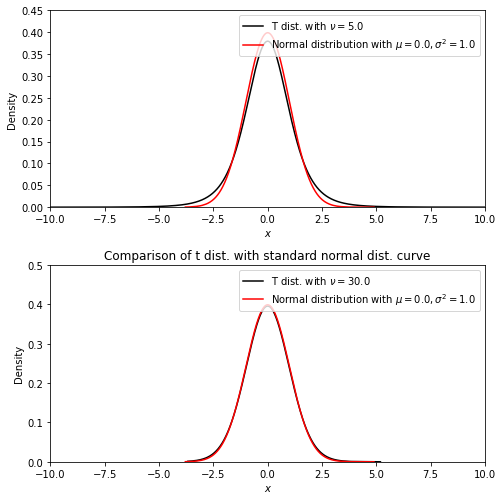 0.45
0.40
0.35
0.30
0.25
0.20
0.15
0.10
0.05
0.00
Density
T dist. with ν = 5.0
Normal distribution with μ = 0.0, σ² = 1.0
−10.0 −7.5 −5.0 −2.5 0.0 2.5 5.0 7.5 10.0
x
Comparison of t dist. with standard normal dist. curve
0.5
0.4
0.3
0.2
0.1
0.0
Density
T dist. with ν = 30.0
Normal distribution with μ = 0.0, σ² = 1.0
−10.0 −7.5 −5.0 −2.5 0.0 2.5 5.0 7.5 10.0
x